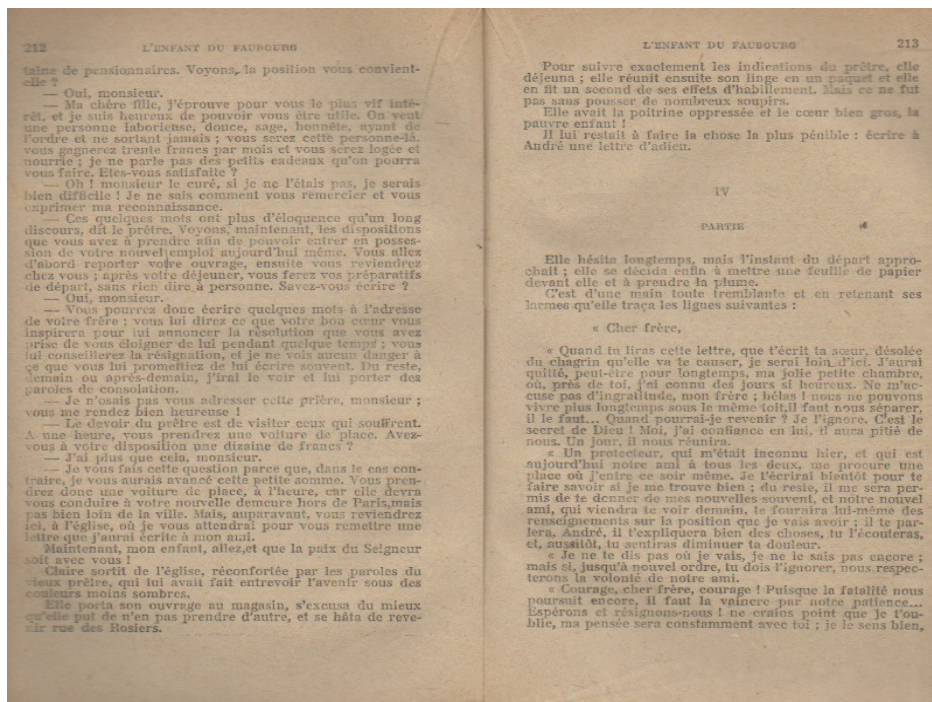 212 L'ENFANT DU FAUBOURG
taine de pensionnaires. Voyons, la position vous convient-
elle ?
— Oui, monsieur.
— Ma chère fille, j'éprouve pour vous le plus vif inté-
rêt, et je suis heureux de pouvoir vous être utile. On veut
une personne laborieuse, douce, sage, honnête, ayant de
l'ordre et ne sortant jamais ; vous serez cette personne-là.
vous gagnerez trente francs par mois et vous serez logée et
nourrie ; je ne parle pas des petits cadeaux qu'on pourra
vous faire. Etes-vous satisfaite ?
— Oh ! monsieur le curé, si je ne l'étais pas, je serais
bien difficile ! Je ne sais comment vous remercier et vous
exprimer ma reconnaissance.
— Ces quelques mots ont plus d'éloquence qu'un long
discours, dit le prêtre. Voyons, maintenant, les dispositions
que vous avez à prendre afin de pouvoir entrer en posses-
sion de votre nouvel emploi aujourd'hui même. Vous allez
d'abord reporter votre ouvrage, ensuite vous reviendrez
chez vous ; après votre déjeuner, vous ferez vos préparatifs
de départ, sans rien dire à personne. Savez-vous écrire ?
— Oui, monsieur.
— Vous pourrez donc écrire quelques mots à l'adresse
de votre frère ; vous lui direz ce que votre bon cœur vous
inspirera pour lui annoncer la résolution que vous avez
prise de vous éloigner de lui pendant quelque temps ; vous
lui conseillerez la résignation, et je ne vois aucun danger à
ce que vous lui promettiez de lui écrire souvent. Du reste,
demain ou après-demain, j'irai le voir et lui porter des
paroles de consolation.
— Je n'osais pas vous adresser cette prière, monsieur ;
vous me rendez bien heureuse !
— Le devoir du prêtre est de visiter ceux qui souffrent.
A une heure, vous prendrez une voiture de place. Avez-
vous à votre disposition une dizaine de francs ?
— J'ai plus que cela, monsieur.
— Je vous fais cette question parce que, dans le cas con-
traire, je vous aurais avancé cette petite somme. Vous pren-
drez donc une voiture de place, à l'heure, car elle devra
vous conduire à votre nouvelle demeure hors de Paris,mais
pas bien loin de la ville. Mais, auparavant, vous reviendrez
ici, à l'église, où je vous attendrai pour vous remettre une
lettre que j'aurai écrite à mon ami.
Maintenant, mon enfant, allez,et que la paix du Seigneur
soit avec vous !
Claire sortit de l'église, réconfortée par les paroles du
vieux prêtre, qui lui avait fait entrevoir l'avenir sous des
couleurs moins sombres.
Elle porta son ouvrage au magasin, s'excusa du mieux
qu'elle put de n'en pas prendre d'autre, et se hâta de reve-
nir rue des Rosiers.
L'ENFANT DU FAUBOURG 213
Pour suivre exactement les indications du prêtre, elle
déjeuna ; elle réunit ensuite son linge en un paquet et elle
en fit un second de ses effets d'habillement. Mais ce ne fut
pas sans pousser de nombreux soupirs.
Elle avait la poitrine oppressée et le cœur bien gros, la
pauvre enfant !
Il lui restait à faire la chose la plus pénible : écrire à
André une lettre d'adieu.
IV
PARTIE
Elle hésita longtemps, mais l'instant du départ appro-
chait ; elle se décida enfin à mettre une feuille de papier
devant elle et à prendre la plume.
C'est d'une main toute tremblante et en retenant ses
larmes qu'elle traça les lignes suivantes :
« Cher frère,
« Quand tu liras cette lettre, que t'écrit ta sœur, désolée
du chagrin qu'elle va te causer, je serai loin d'ici. J'aurai
quitté, peut-être pour longtemps, ma jolie petite chambre,
où, près de toi, j'ai connu des jours si heureux. Ne m'ac-
cuse pas d'ingratitude, mon frère ; hélas ! nous ne pouvons
vivre plus longtemps sous le même toit,il faut nous séparer,
il le faut... Quand pourrai-je revenir ? Je l'ignore. C'est le
secret de Dieu ! Moi, j'ai confiance en lui, il aura pitié de
nous. Un jour, il nous réunira.
« Un protecteur, qui m'était inconnu hier, et qui est
aujourd'hui notre ami à tous les deux, me procure une
place où j'entre ce soir même. Je t'écrirai bientôt pour te
faire savoir si je me trouve bien ; du reste, il me sera per-
mis de te donner de mes nouvelles souvent, et notre nouvel
ami, qui viendra te voir demain, te fournira lui-même des
renseignements sur la position que je vais avoir ; il te par-
lera, André, il t'expliquera bien des choses, tu l'écouteras,
et, aussitôt, tu sentiras diminuer ta douleur.
« Je ne te dis pas où je vais, je ne le sais pas encore ;
mais si, jusqu'à nouvel ordre, tu dois l'ignorer, nous respec-
terons la volonté de notre ami.
« Courage, cher frère, courage ! Puisque la fatalité nous
poursuit encore, il faut la vaincre par notre patience...
Espérons et résignons-nous ! ne crains point que je t'ou-
blie, ma pensée sera constamment avec toi ; je le sens bien,